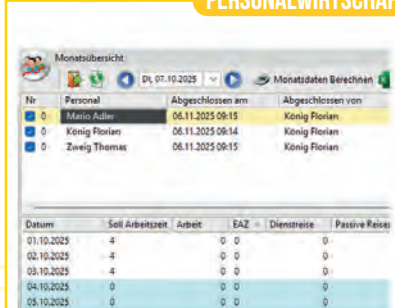 PERSONALWIRTSCHAF
Monatsübersicht
Di, 07.10.2025 Monatsdaten Berechnen
Nr Personal Abgeschlossen am Abgeschlossen von
0 Mario Adler 06.11.2025 09:15 König Florian
0 König Florian 06.11.2025 09:14 König Florian
0 Zweig Thomas 06.11.2025 09:15 König Florian
Datum Soll Arbeitszeit Arbeit EAZ Dienstreise Passive Reisez
01.10.2025 4 0 0 0
02.10.2025 4 0 0 0
03.10.2025 4 0 0 0
04.10.2025 0 0 0 0
05.10.2025 0 0 0 0